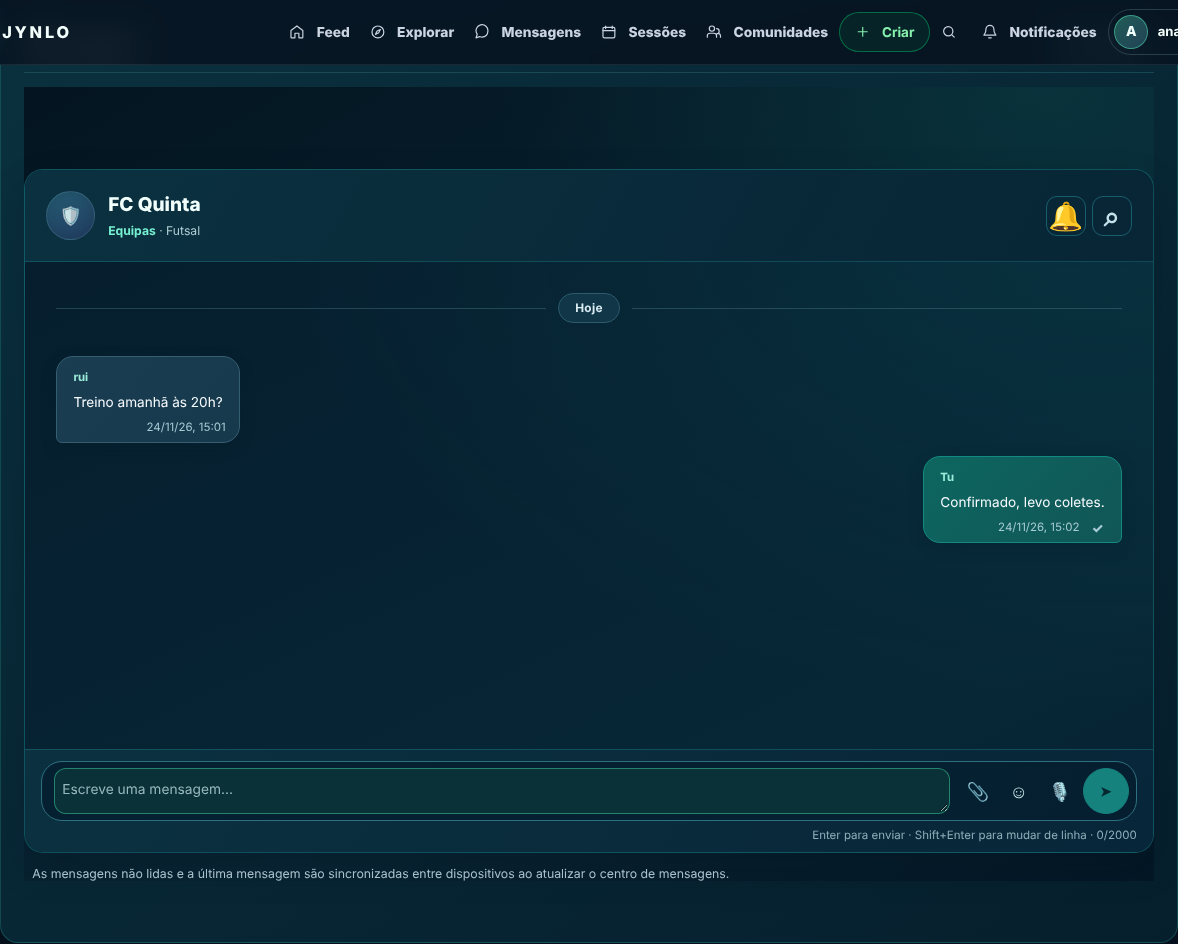 JYNLO Feed Explorar Mensagens Sessões Comunidades + Criar Notificações A ana
FC Quinta
Equipas · Futsal
Hoje
rui
Treino amanhã às 20h?
24/11/26, 15:01
Tu
Confirmado, levo coletes.
24/11/26, 15:02
Escreve uma mensagem...
Enter para enviar · Shift+Enter para mudar de linha · 0/2000
As mensagens não lidas e a última mensagem são sincronizadas entre dispositivos ao atualizar o centro de mensagens.